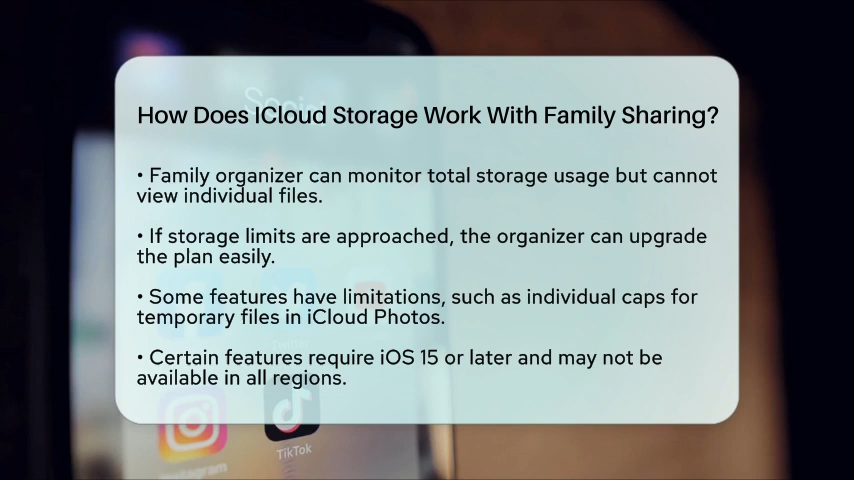 How Does ICloud Storage Work With Family Sharing?
• Family organizer can monitor total storage usage but cannot
view individual files.
• If storage limits are approached, the organizer can upgrade
the plan easily.
• Some features have limitations, such as individual caps for
temporary files in iCloud Photos.
• Certain features require iOS 15 or later and may not be
available in all regions.
TikTok
Instagram